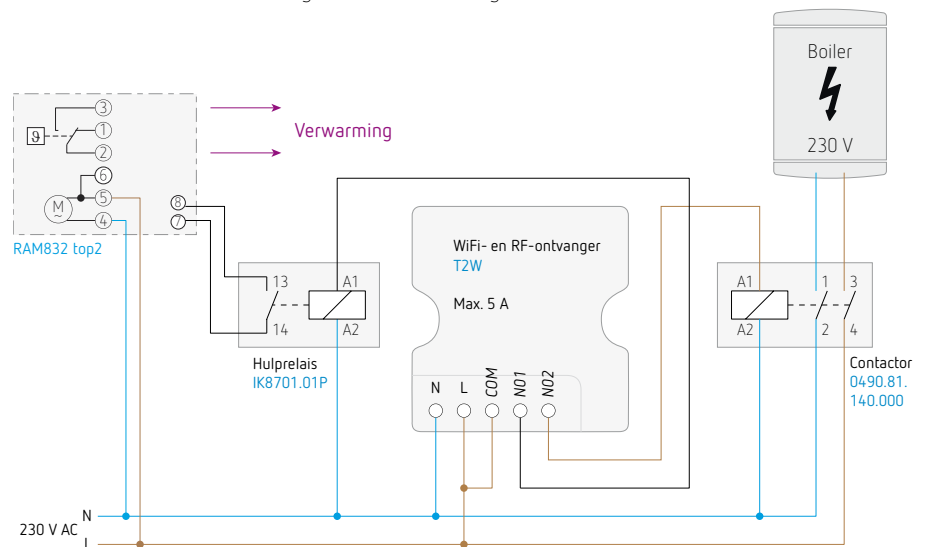 Boiler
230 V
3
1
2
6
5
4
8
7
ϑ
M
~
Verwarming
RAM832 top2
WiFi- en RF-ontvanger
T2W
Max. 5 A
13
A1
14
A2
Hulprelais
IK8701.01P
N
L
COM
NO1
NO2
A1
1
3
A2
2
4
Contactor
0490.81.
140.000
N
230 V AC
L